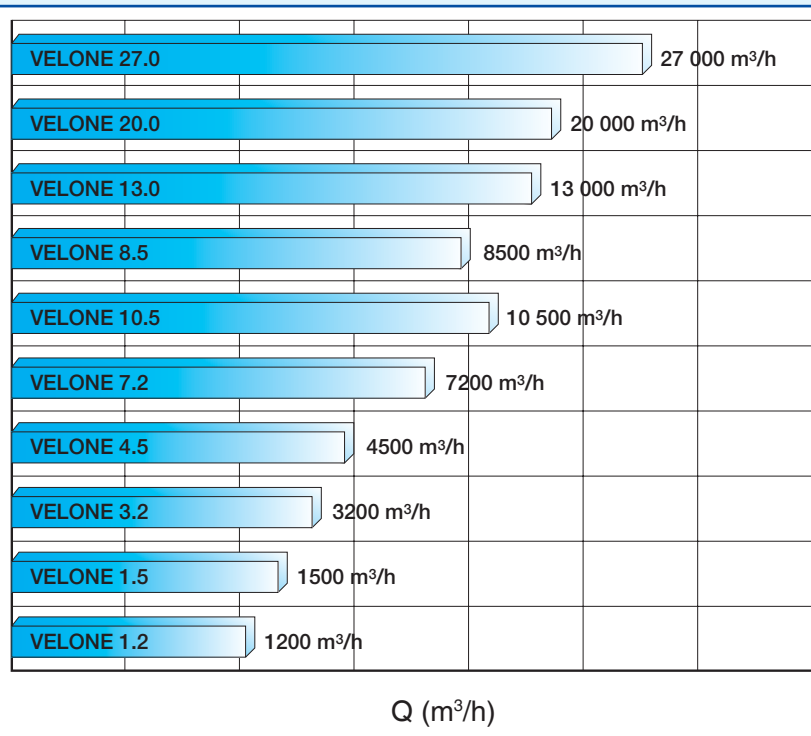 VELONE 27.0 27 000 m³/h
VELONE 20.0 20 000 m³/h
VELONE 13.0 13 000 m³/h
VELONE 8.5 8500 m³/h
VELONE 10.5 10 500 m³/h
VELONE 7.2 7200 m³/h
VELONE 4.5 4500 m³/h
VELONE 3.2 3200 m³/h
VELONE 1.5 1500 m³/h
VELONE 1.2 1200 m³/h
Q (m³/h)